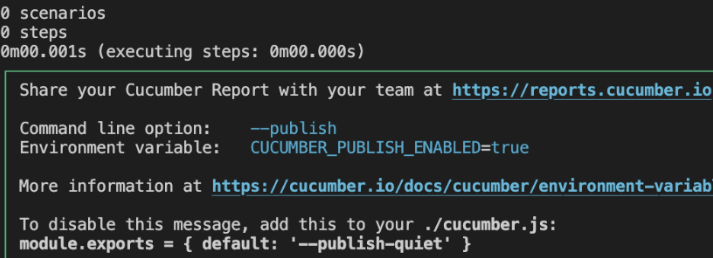 0 scenarios
0 steps
0m00.001s (executing steps: 0m00.000s)
Share your Cucumber Report with your team at https://reports.cucumber.io
Command line option: --publish
Environment variable: CUCUMBER_PUBLISH_ENABLED=true
More information at https://cucumber.io/docs/cucumber/environment-variab
To disable this message, add this to your ./cucumber.js:
module.exports = { default: '--publish-quiet' }